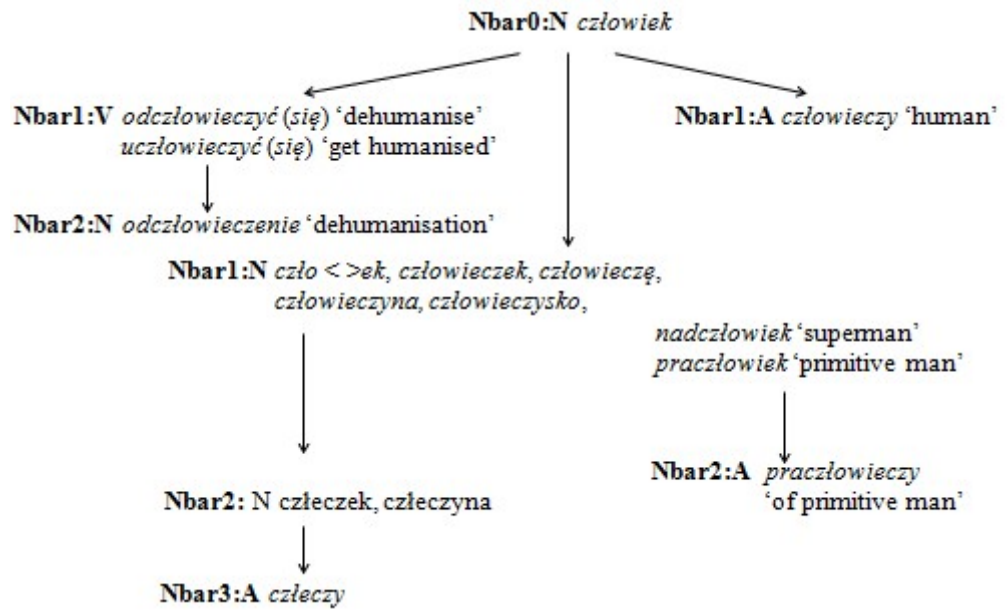 Nbar0:N człowiek
Nbar1:V odczłowieczyć (się) ‘dehumanise’
uczłowieczyć (się) ‘get humanised’
Nbar1:A człowieczy ‘human’
Nbar2:N odczłowieczenie ‘dehumanisation’
Nbar1:N czło < >ek, człowieczek, człowieczę,
człowieczyna, człowieczysko,
nadczłowiek ‘superman’
praczłowiek ‘primitive man’
Nbar2:A praczłowieczy
‘of primitive man’
Nbar2: N człeczek, człeczyna
Nbar3:A człeczy